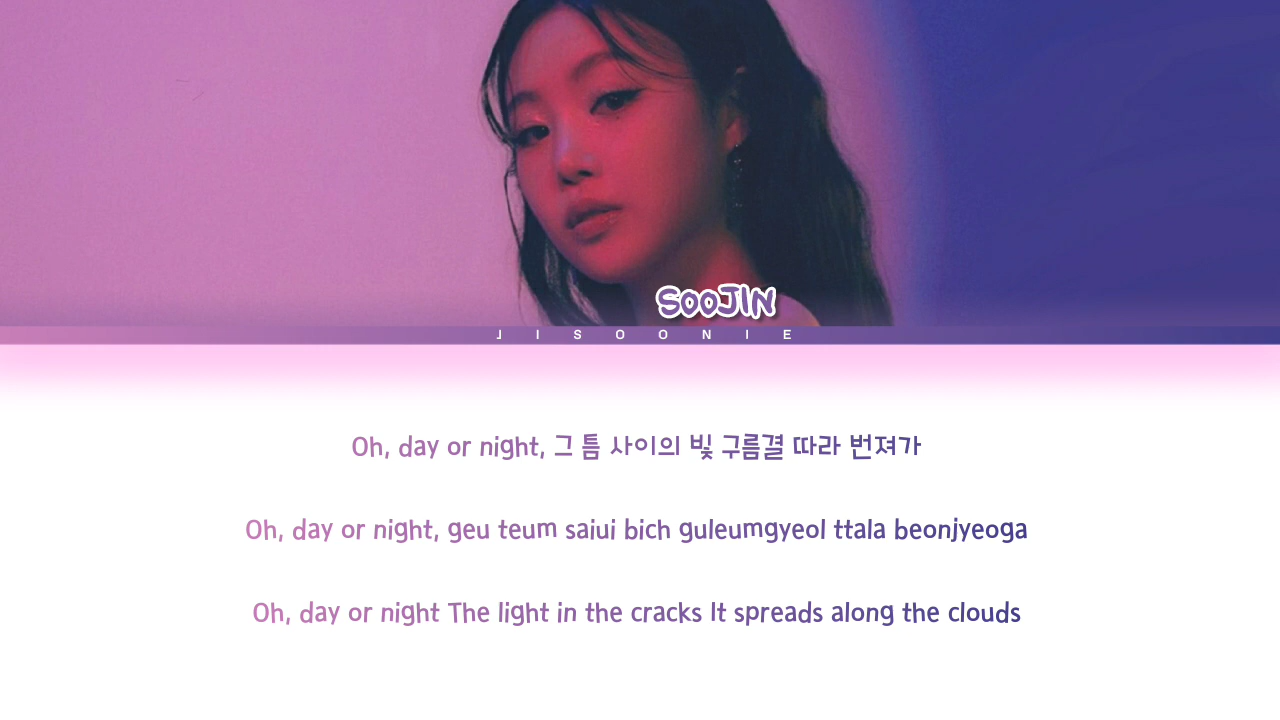 SOOJIN
JISOONIE
Oh, day or night, 그 틈 사이의 빛 구름결 따라 번져가
Oh, day or night, geu teum saiui bich guleumgyeol ttala beonjyeoga
Oh, day or night The light in the cracks It spreads along the clouds